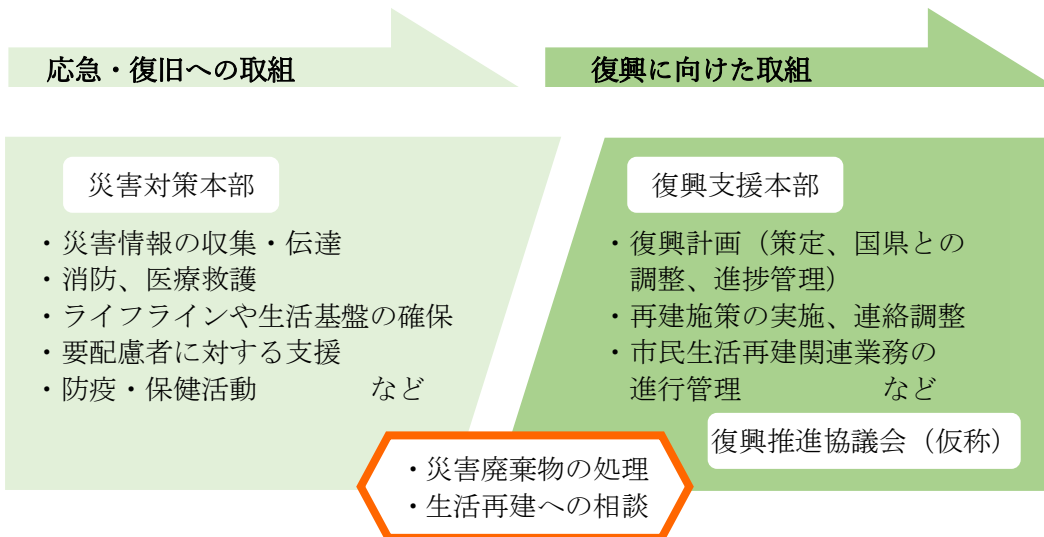 応急・復旧への取組
復興に向けた取組
災害対策本部
・災害情報の収集・伝達
・消防、医療救護
・ライフラインや生活基盤の確保
・要配慮者に対する支援
・防疫・保健活動　　　　　など
復興支援本部
・復興計画（策定、国県との
調整、進捗管理）
・再建施策の実施、連絡調整
・市民生活再建関連業務の
進行管理　　　　　　など
復興推進協議会（仮称）
・災害廃棄物の処理
・生活再建への相談